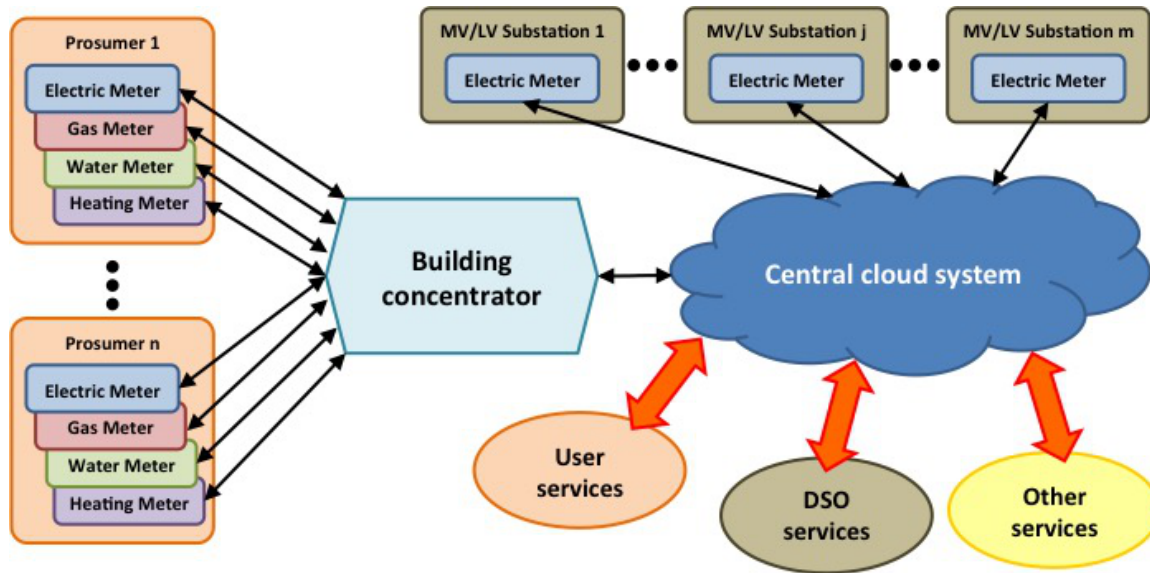 Prosumer 1
Electric Meter
Gas Meter
Water Meter
Heating Meter
Prosumer n
Electric Meter
Gas Meter
Water Meter
Heating Meter
Building
concentrator
MV/LV Substation 1
Electric Meter
MV/LV Substation j
Electric Meter
MV/LV Substation m
Electric Meter
Central cloud system
User
services
DSO
services
Other
services